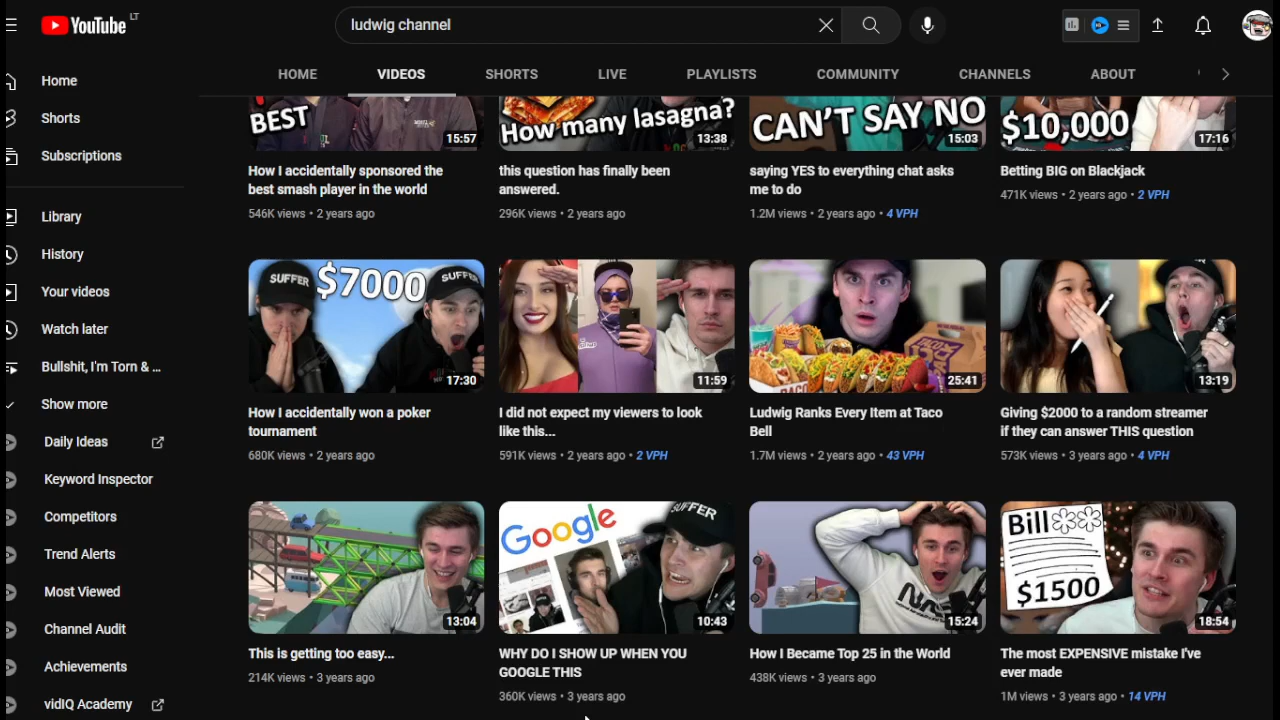 YouTube LT
ludwig channel
HOME VIDEOS SHORTS LIVE PLAYLISTS COMMUNITY CHANNELS ABOUT
Home
Shorts
Subscriptions
Library
History
Your videos
Watch later
Bullshit, I'm Torn & ...
Show more
Daily Ideas
Keyword Inspector
Competitors
Trend Alerts
Most Viewed
Channel Audit
Achievements
vidIQ Academy
BEST
15:57
How I accidentally sponsored the
best smash player in the world
546K views • 2 years ago
How many lasagna?
13:38
this question has finally been
answered.
296K views • 2 years ago
CAN'T SAY NO
15:03
saying YES to everything chat asks
me to do
1.2M views • 2 years ago • 4 VPH
$10,000
17:16
Betting BIG on Blackjack
471K views • 2 years ago • 2 VPH
SUFFER $7000 SUFFER
17:30
How I accidentally won a poker
tournament
680K views • 2 years ago
11:59
I did not expect my viewers to look
like this...
591K views • 2 years ago • 2 VPH
25:41
Ludwig Ranks Every Item at Taco
Bell
1.7M views • 2 years ago • 43 VPH
13:19
Giving $2000 to a random streamer
if they can answer THIS question
573K views • 3 years ago • 4 VPH
13:04
This is getting too easy...
214K views • 3 years ago
Google SUFFER
10:43
WHY DO I SHOW UP WHEN YOU
GOOGLE THIS
360K views • 3 years ago
15:24
How I Became Top 25 in the World
438K views • 3 years ago
Bill
$1500
18:54
The most EXPENSIVE mistake I've
ever made
1M views • 3 years ago • 14 VPH